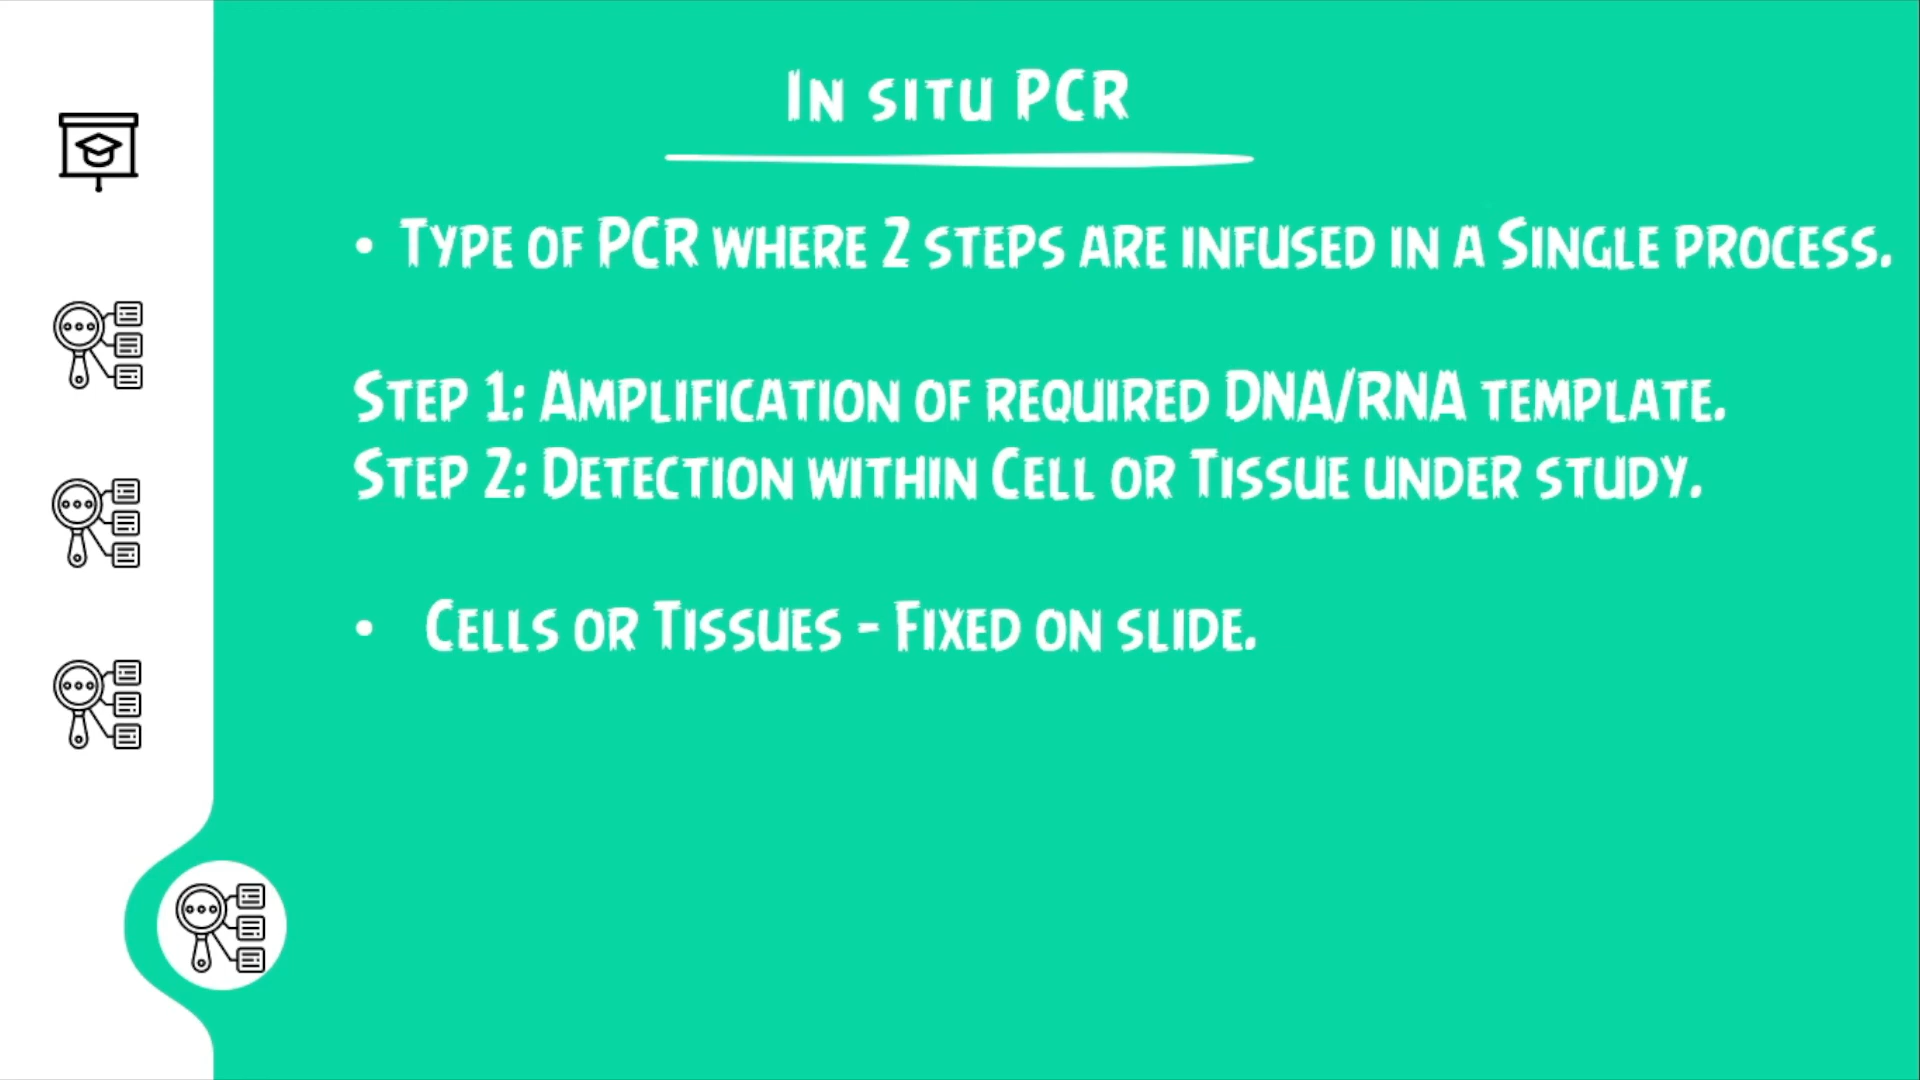 In situ PCR
• Type of PCR where 2 steps are infused in a Single process.
Step 1: Amplification of required DNA/RNA template.
Step 2: Detection within Cell or Tissue under study.
• Cells or Tissues - Fixed on slide.